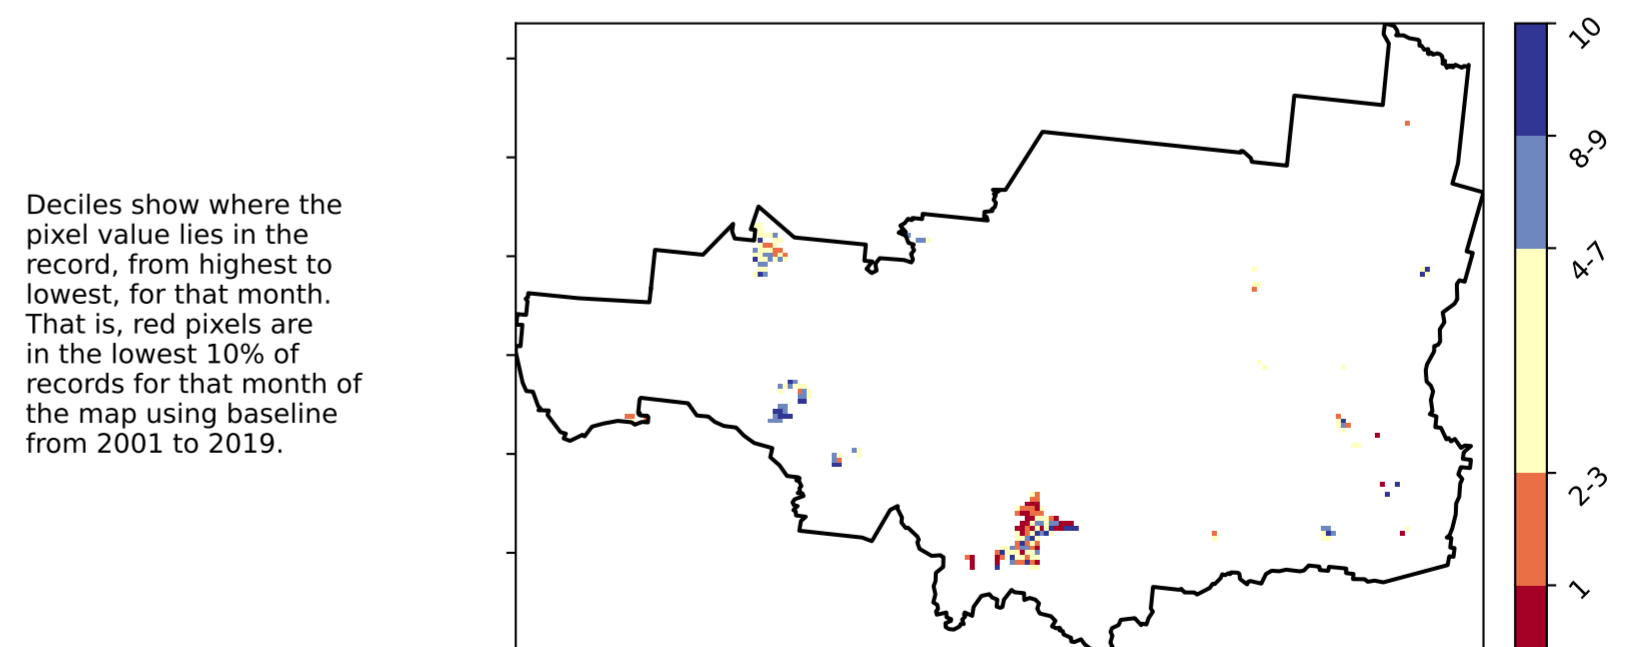 Deciles show where the
pixel value lies in the
record, from highest to
lowest, for that month.
That is, red pixels are
in the lowest 10% of
records for that month of
the map using baseline
from 2001 to 2019.
10
8-9
4-7
2-3
1